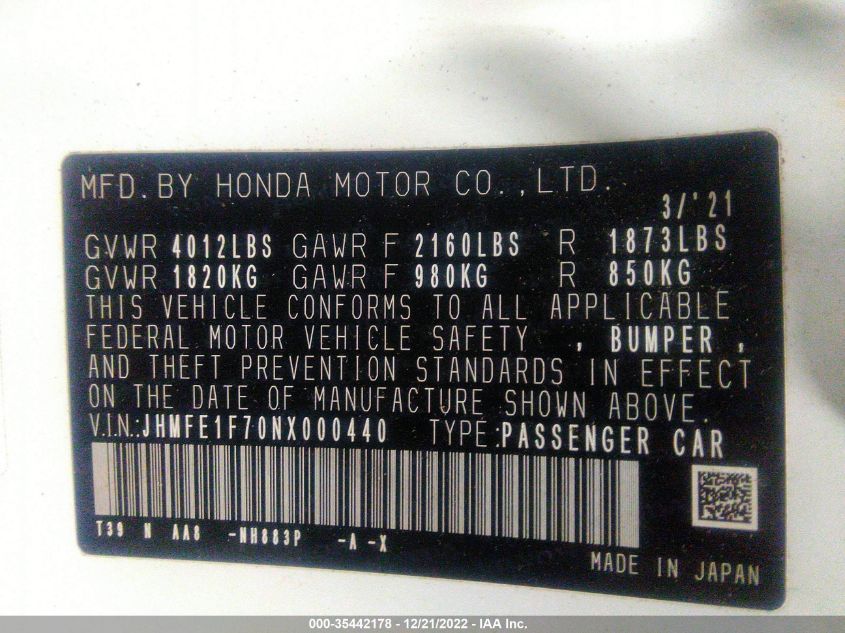 MFD. BY HONDA MOTOR CO., LTD.
3/'21
GVWR 4012LBS GAWR F 2160LBS R 1873LBS
GVWR 1820KG GAWR F 980KG R 850KG
THIS VEHICLE CONFORMS TO ALL APPLICABLE
FEDERAL MOTOR VEHICLE SAFETY , BUMPER ,
AND THEFT PREVENTION STANDARDS IN EFFECT
ON THE DATE OF MANUFACTURE SHOWN ABOVE.
V.I.N.:JHMFE1F70NX000440 TYPE:PASSENGER CAR
T39 N AA8 -NH883P -A -X
MADE IN JAPAN
000-35442178 - 12/21/2022 - IAA Inc.